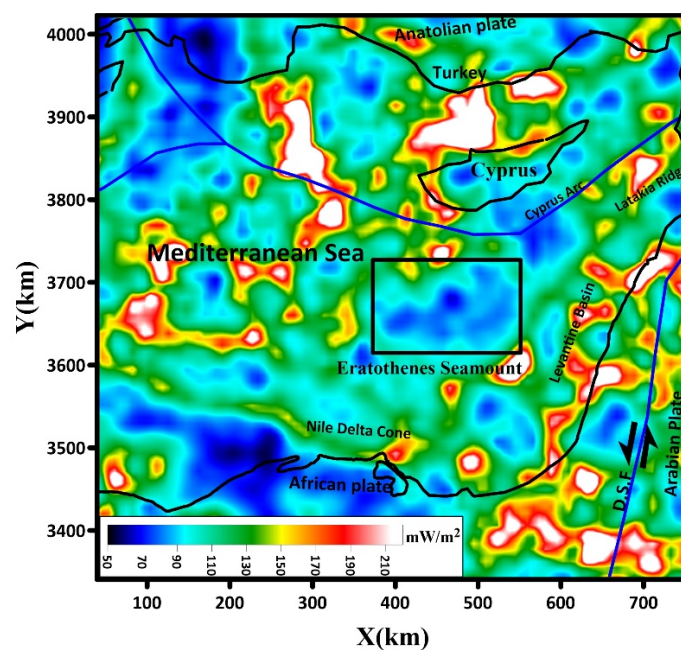 4000
3900
3800
3700
3600
3500
3400
Y(km)
Anatolian plate
Turkey
Cyprus
Cyprus Arc
Latakia Ridge
Mediterranean Sea
Eratothenes Seamount
Levantine Basin
Nile Delta Cone
African plate
D.S.F
Arabian Plate
mW/m²
50
70
90
110
130
150
170
190
210
100
200
300
400
500
600
700
X(km)